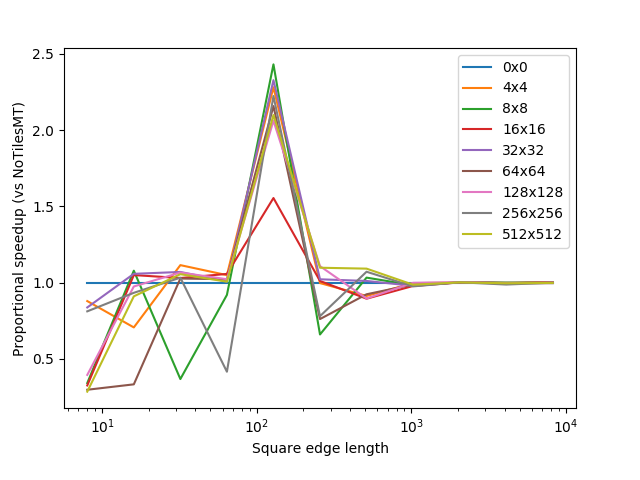 2.5
2.0
1.5
1.0
0.5
Proportional speedup (vs NoTilesMT)
0x0
4x4
8x8
16x16
32x32
64x64
128x128
256x256
512x512
10¹ 10² 10³ 10⁴
Square edge length